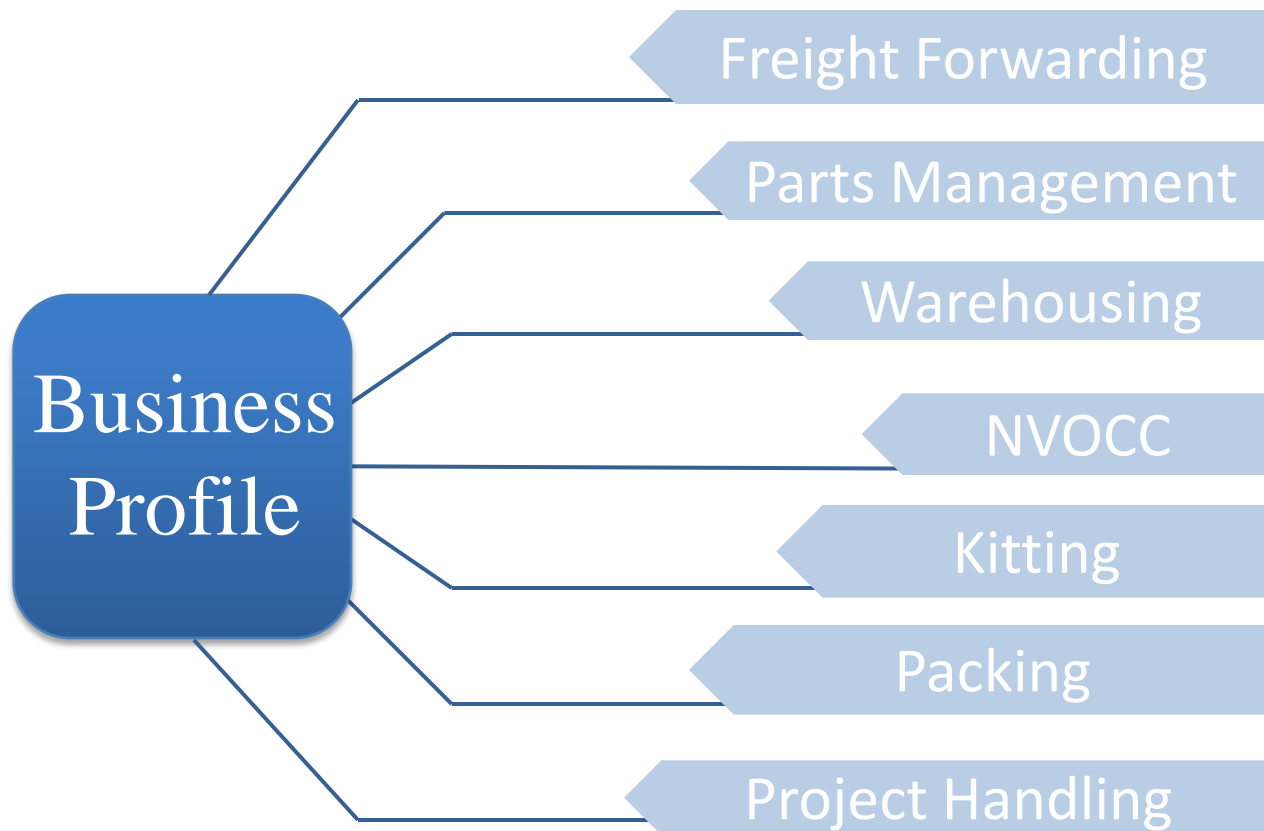 Business
Profile
Freight Forwarding
Parts Management
Warehousing
NVOCC
Kitting
Packing
Project Handling